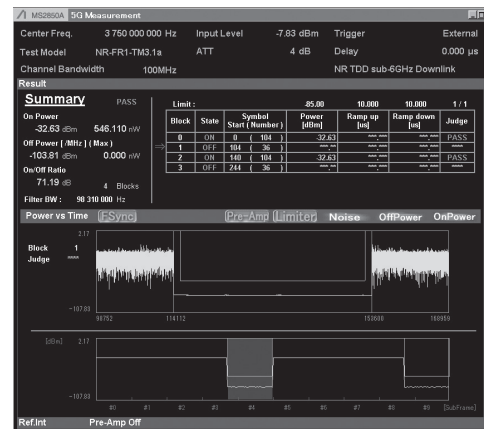 MS2850A 5G Measurement
Center Freq. 3 750 000 000 Hz Input Level -7.83 dBm Trigger External
Test Model NR-FR1-TM3.1a ATT 4 dB Delay 0.000 µs
Channel Bandwidth 100MHz NR TDD sub-6GHz Downlink
Result
Summary PASS
On Power
-32.63 dBm 546.110 nW
Off Power [ /MHz ] ( Max )
-103.81 dBm 0.000 nW
On/Off Ratio
71.19 dB 4 Blocks
Filter BW : 98 310 000 Hz
Limit : -85.00 10.000 10.000 1 / 1
Block State Symbol Start ( Number ) Power [dBm] Ramp up [us] Ramp down [us] Judge
0 ON 0 ( 104 ) -32.63 ***.*** ***.*** PASS
1 OFF 104 ( 36 ) ***.** ***.*** ***.*** ****
2 ON 140 ( 104 ) -32.63 ***.*** ***.*** PASS
3 OFF 244 ( 36 ) ***.** ***.*** ***.*** ****
Power vs Time (FSync) (Pre-Amp) (Limiter) Noise OffPower OnPower
Block 1
Judge ****
2.17
-107.83
98752 114112 153600 168959
[dBm] 2.17
-107.83
#0 #1 #2 #3 #4 #5 #6 #7 #8 #9 [SubFrame]
Ref.Int Pre-Amp Off